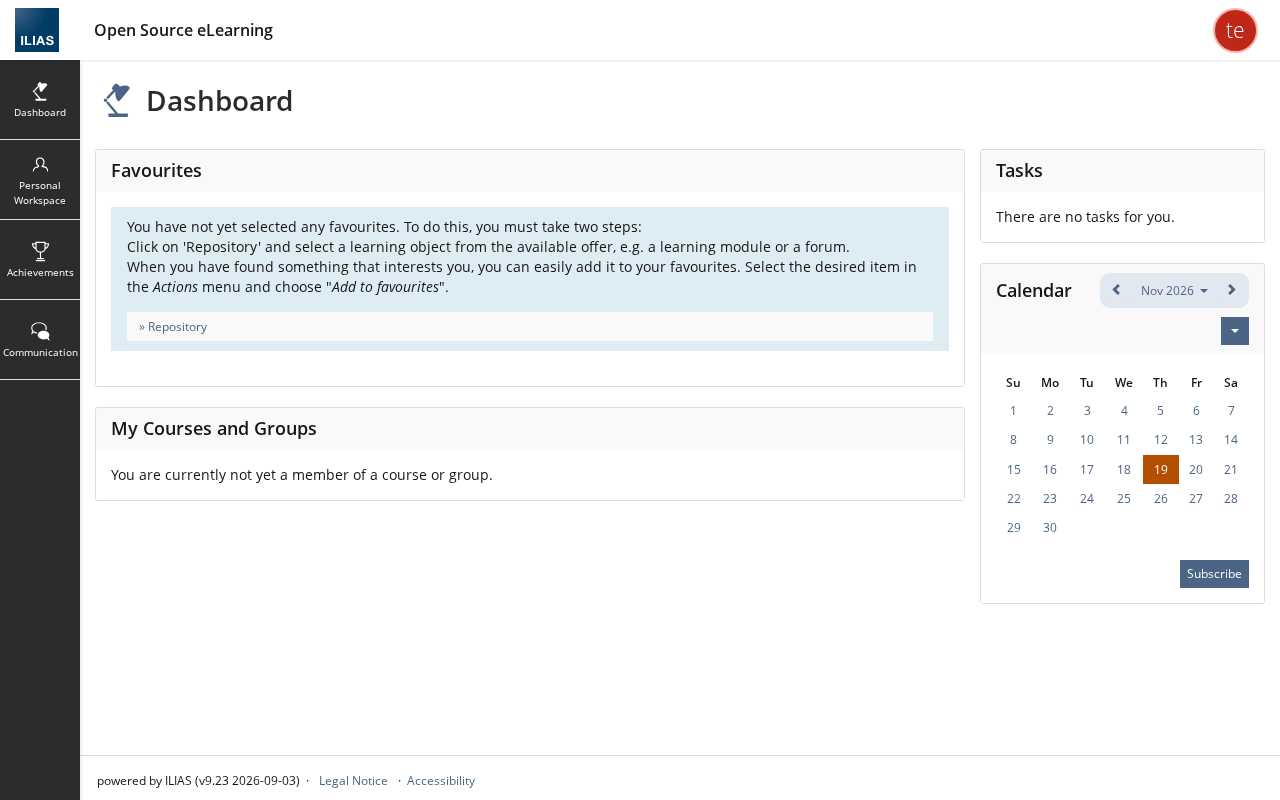 ILIAS
Open Source eLearning
te
Dashboard
Personal
Workspace
Achievements
Communication
Dashboard
Favourites
You have not yet selected any favourites. To do this, you must take two steps:
Click on 'Repository' and select a learning object from the available offer, e.g. a learning module or a forum.
When you have found something that interests you, you can easily add it to your favourites. Select the desired item in
the Actions menu and choose "Add to favourites".
» Repository
My Courses and Groups
You are currently not yet a member of a course or group.
Tasks
There are no tasks for you.
Calendar
Nov 2026
Su Mo Tu We Th Fr Sa
1 2 3 4 5 6 7
8 9 10 11 12 13 14
15 16 17 18 19 20 21
22 23 24 25 26 27 28
29 30
Subscribe
powered by ILIAS (v9.23 2026-09-03) · Legal Notice · Accessibility